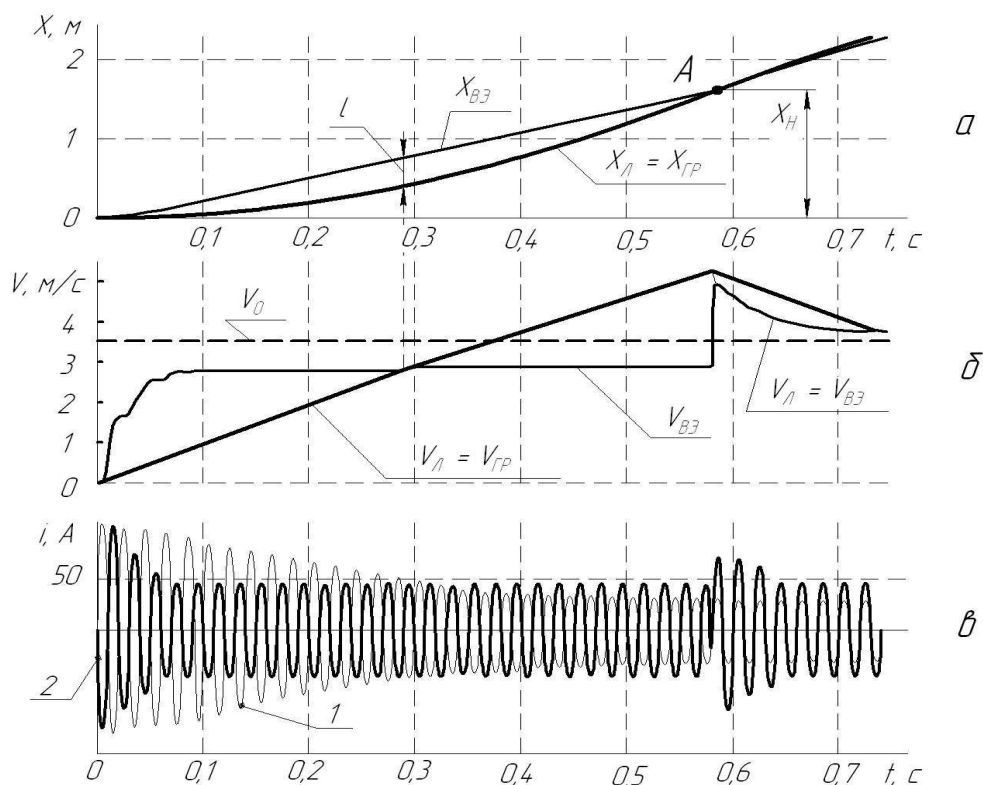 X, м
2
1
0
l
X_ВЭ
A
X_Н
X_Л = X_ГР
0,1 0,2 0,3 0,4 0,5 0,6 0,7 t, с
а
V, м/с
4
3
2
1
0
V_0
V_Л = V_ГР
V_ВЭ
V_Л = V_ВЭ
б
i, А
50
2
1
0 0,1 0,2 0,3 0,4 0,5 0,6 0,7 t, с
в